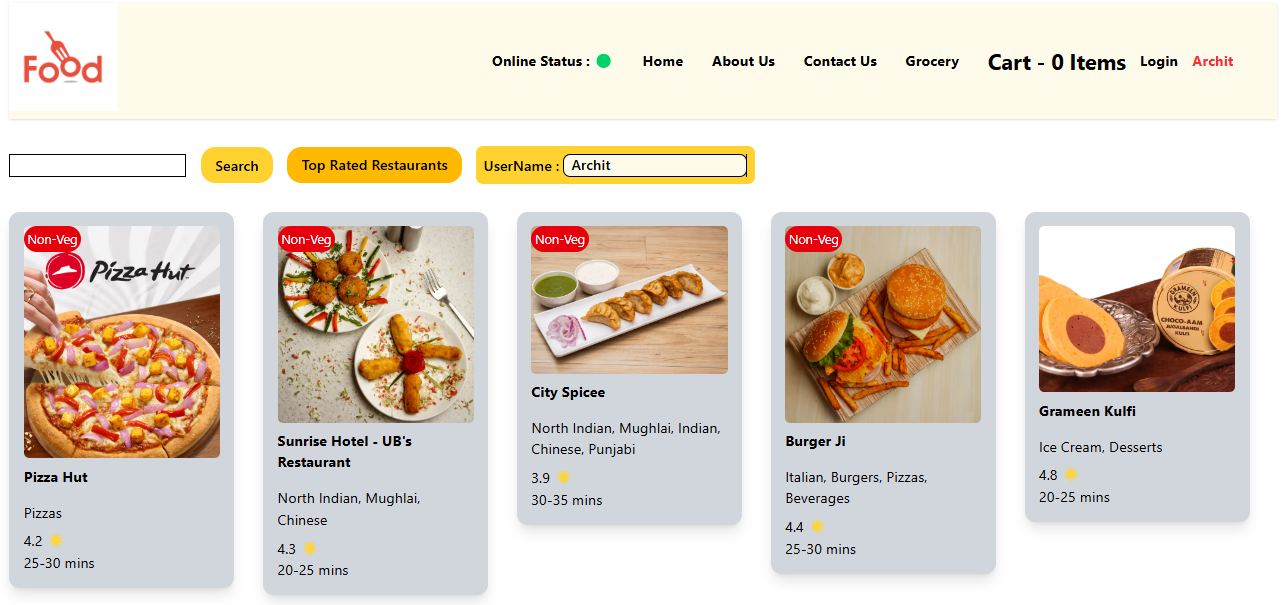 Food
Online Status :
Home
About Us
Contact Us
Grocery
Cart - 0 Items
Login
Archit
Search
Top Rated Restaurants
UserName :
Archit
Non-Veg
Pizza Hut
Pizza Hut
Pizzas
4.2
25-30 mins
Non-Veg
Sunrise Hotel - UB's
Restaurant
North Indian, Mughlai,
Chinese
4.3
20-25 mins
Non-Veg
City Spicee
North Indian, Mughlai, Indian,
Chinese, Punjabi
3.9
30-35 mins
Non-Veg
Burger Ji
Italian, Burgers, Pizzas,
Beverages
4.4
25-30 mins
GRAMEEN
KULFI
CHOCO-AAM
JUGALBANDI
KULFI
Grameen Kulfi
Ice Cream, Desserts
4.8
20-25 mins